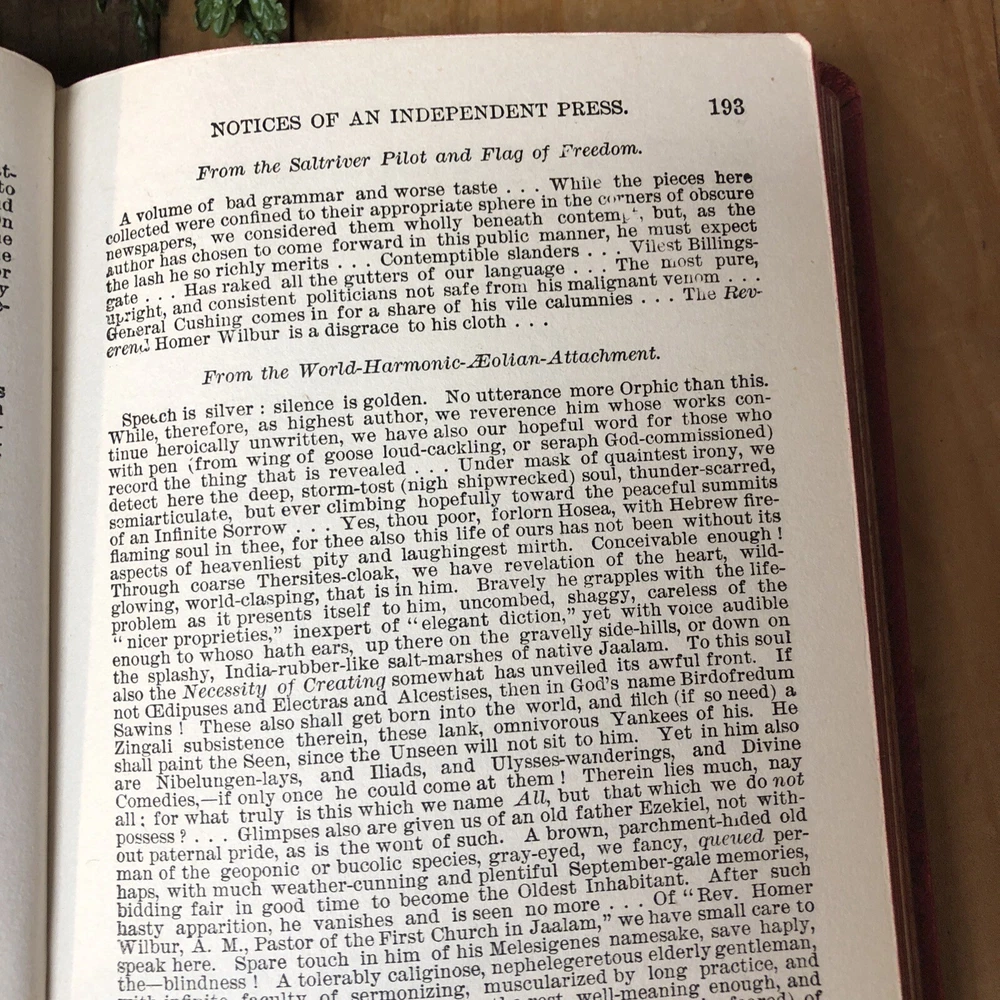 NOTICES OF AN INDEPENDENT PRESS. 193
From the Saltriver Pilot and Flag of Freedom.
A volume of bad grammar and worse taste . . . While the pieces here
collected were confined to their appropriate sphere in the corners of obscure
newspapers, we considered them wholly beneath contempt, but, as the
author has chosen to come forward in this public manner, he must expect
the lash he so richly merits . . . Contemptible slanders . . . Vilest Billings-
gate . . . Has raked all the gutters of our language . . . The most pure,
upright, and consistent politicians not safe from his malignant venom . . .
General Cushing comes in for a share of his vile calumnies . . . The Rev-
erend Homer Wilbur is a disgrace to his cloth . . .
From the World-Harmonic-Æolian-Attachment.
Speech is silver : silence is golden. No utterance more Orphic than this.
While, therefore, as highest author, we reverence him whose works con-
tinue heroically unwritten, we have also our hopeful word for those who
with pen (from wing of goose loud-cackling, or seraph God-commissioned)
record the thing that is revealed . . . Under mask of quaintest irony, we
detect here the deep, storm-tost (nigh shipwrecked) soul, thunder-scarred,
semiarticulate, but ever climbing hopefully toward the peaceful summits
of an Infinite Sorrow . . . Yes, thou poor, forlorn Hosea, with Hebrew fire-
flaming soul in thee, for thee also this life of ours has not been without its
aspects of heavenliest pity and laughingest mirth. Conceivable enough !
Through coarse Thersites-cloak, we have revelation of the heart, wild-
glowing, world-clasping, that is in him. Bravely he grapples with the life-
problem as it presents itself to him, uncombed, shaggy, careless of the
" nicer proprieties," inexpert of " elegant diction," yet with voice audible
enough to whoso hath ears, up there on the gravelly side-hills, or down on
the splashy, India-rubber-like salt-marshes of native Jaalam. To this soul
also the Necessity of Creating somewhat has unveiled its awful front. If
not Œdipuses and Electras and Alcestises, then in God's name Birdofredum
Sawins ! These also shall get born into the world, and filch (if so need) a
Zingali subsistence therein, these lank, omnivorous Yankees of his. He
shall paint the Seen, since the Unseen will not sit to him. Yet in him also
are Nibelungen-lays, and Iliads, and Ulysses-wanderings, and Divine
Comedies,—if only once he could come at them ! Therein lies much, nay
all ; for what truly is this which we name All, but that which we do not
possess ? . . . Glimpses also are given us of an old father Ezekiel, not with-
out paternal pride, as is the wont of such. A brown, parchment-hided old
man of the geoponic or bucolic species, gray-eyed, we fancy, queued per-
haps, with much weather-cunning and plentiful September-gale memories,
bidding fair in good time to become the Oldest Inhabitant. After such
hasty apparition, he vanishes and is seen no more . . . Of " Rev. Homer
Wilbur, A. M., Pastor of the First Church in Jaalam," we have small care to
speak here. Spare touch in him of his Melesigenes namesake, save haply,
the—blindness ! A tolerably caliginose, nephelegeretous elderly gentleman,
with infinite faculty of sermonizing, muscularized by long practice, and
well-meaning enough, and